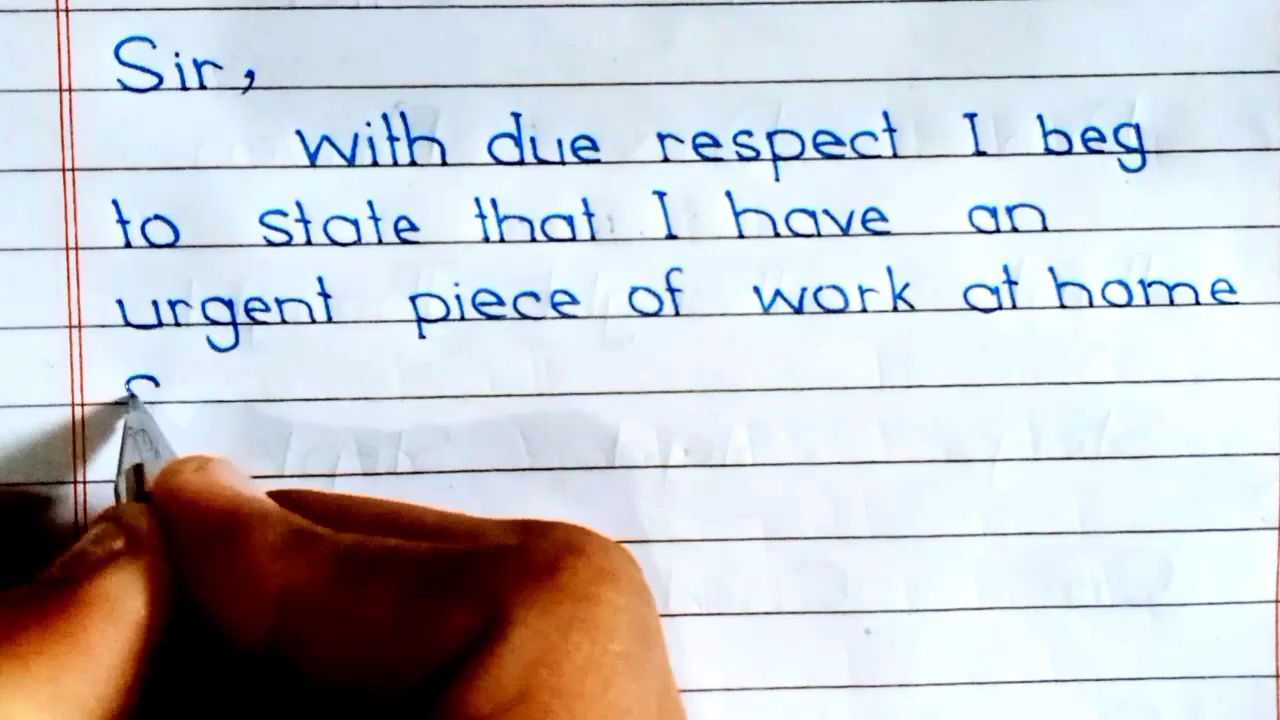 Sir,
with due respect I beg
to state that I have an
urgent piece of work at home